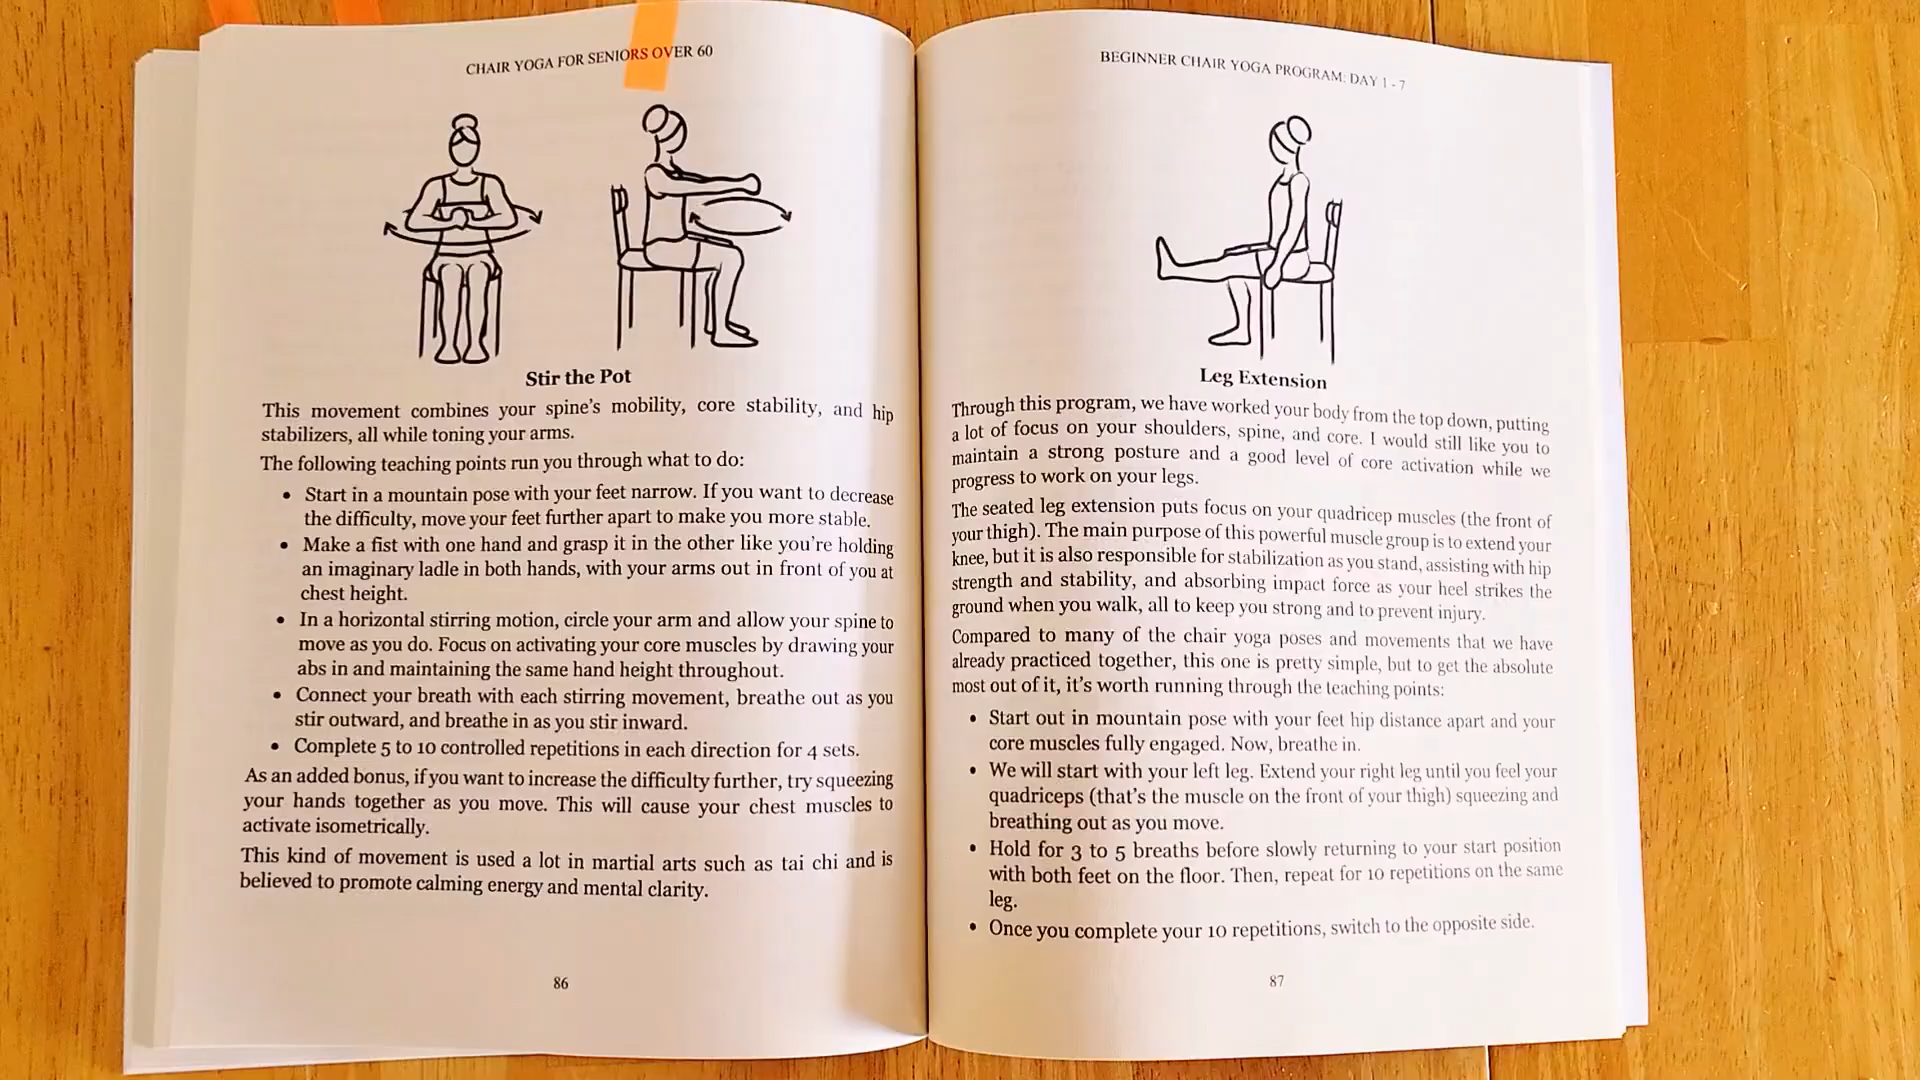 CHAIR YOGA FOR SENIORS OVER 60
Stir the Pot
This movement combines your spine's mobility, core stability, and hip
stabilizers, all while toning your arms.
The following teaching points run you through what to do:
• Start in a mountain pose with your feet narrow. If you want to decrease
the difficulty, move your feet further apart to make you more stable.
• Make a fist with one hand and grasp it in the other like you're holding
an imaginary ladle in both hands, with your arms out in front of you at
chest height.
• In a horizontal stirring motion, circle your arm and allow your spine to
move as you do. Focus on activating your core muscles by drawing your
abs in and maintaining the same hand height throughout.
• Connect your breath with each stirring movement, breathe out as you
stir outward, and breathe in as you stir inward.
• Complete 5 to 10 controlled repetitions in each direction for 4 sets.
As an added bonus, if you want to increase the difficulty further, try squeezing
your hands together as you move. This will cause your chest muscles to
activate isometrically.
This kind of movement is used a lot in martial arts such as tai chi and is
believed to promote calming energy and mental clarity.
86
BEGINNER CHAIR YOGA PROGRAM: DAY 1 - 7
Leg Extension
Through this program, we have worked your body from the top down, putting
a lot of focus on your shoulders, spine, and core. I would still like you to
maintain a strong posture and a good level of core activation while we
progress to work on your legs.
The seated leg extension puts focus on your quadricep muscles (the front of
your thigh). The main purpose of this powerful muscle group is to extend your
knee, but it is also responsible for stabilization as you stand, assisting with hip
strength and stability, and absorbing impact force as your heel strikes the
ground when you walk, all to keep you strong and to prevent injury.
Compared to many of the chair yoga poses and movements that we have
already practiced together, this one is pretty simple, but to get the absolute
most out of it, it's worth running through the teaching points:
• Start out in mountain pose with your feet hip distance apart and your
core muscles fully engaged. Now, breathe in.
• We will start with your left leg. Extend your right leg until you feel your
quadriceps (that's the muscle on the front of your thigh) squeezing and
breathing out as you move.
• Hold for 3 to 5 breaths before slowly returning to your start position
with both feet on the floor. Then, repeat for 10 repetitions on the same
leg.
• Once you complete your 10 repetitions, switch to the opposite side.
87